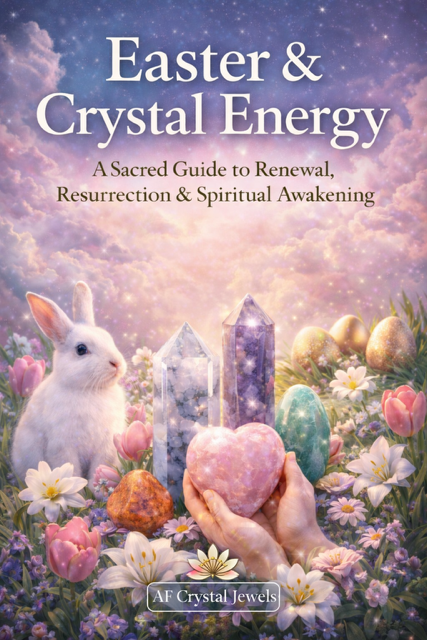 Easter &
Crystal Energy
A Sacred Guide to Renewal,
Resurrection & Spiritual Awakening
AF Crystal Jewels